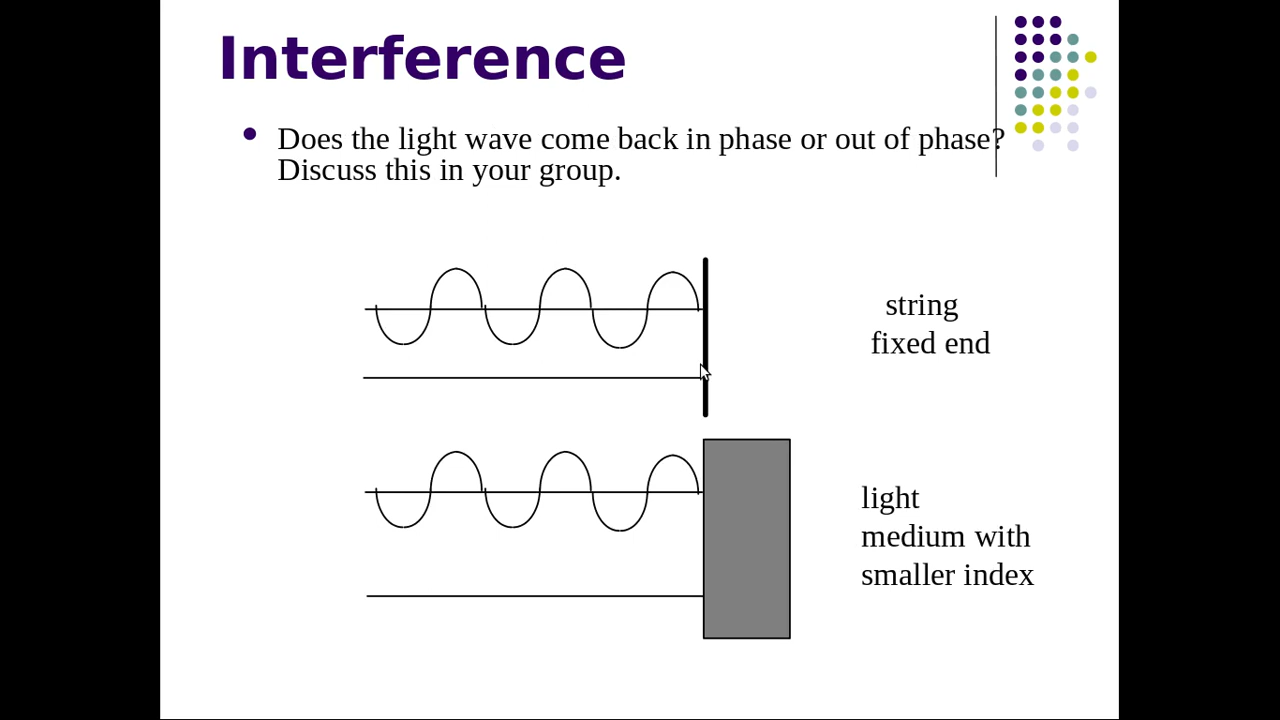 Interference
Does the light wave come back in phase or out of phase?
Discuss this in your group.
string
fixed end
light
medium with
smaller index